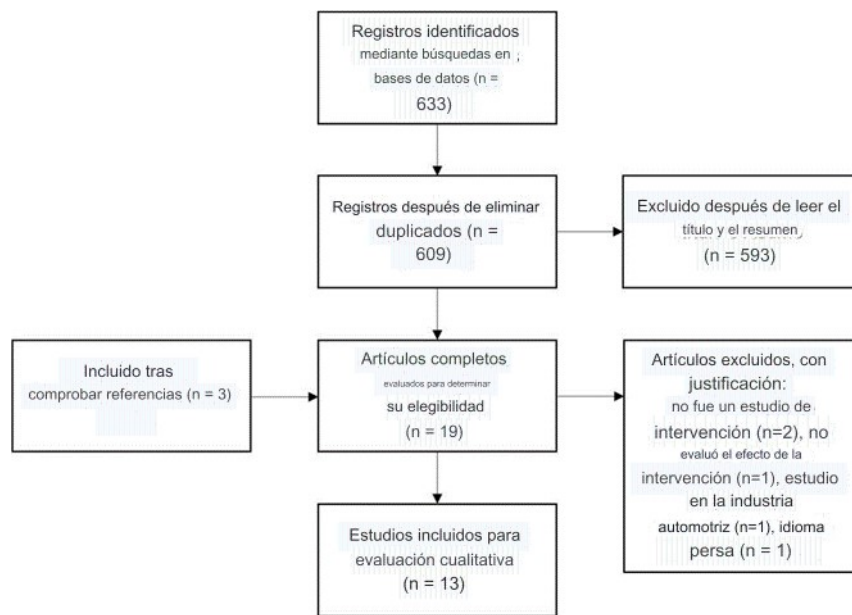 Registros identificados
mediante búsquedas en ;
bases de datos (n =
633)
Registros después de eliminar
duplicados (n =
609)
Excluido después de leer el
título y el resumen
(n = 593)
Incluido tras
comprobar referencias (n = 3)
Artículos completos
evaluados para determinar
su elegibilidad
(n = 19)
Artículos excluidos, con
justificación:
no fue un estudio de
intervención (n=2), no
evaluó el efecto de la
intervención (n=1), estudio
en la industria
automotriz (n=1), idioma
persa (n = 1)
Estudios incluidos para
evaluación cualitativa
(n = 13)